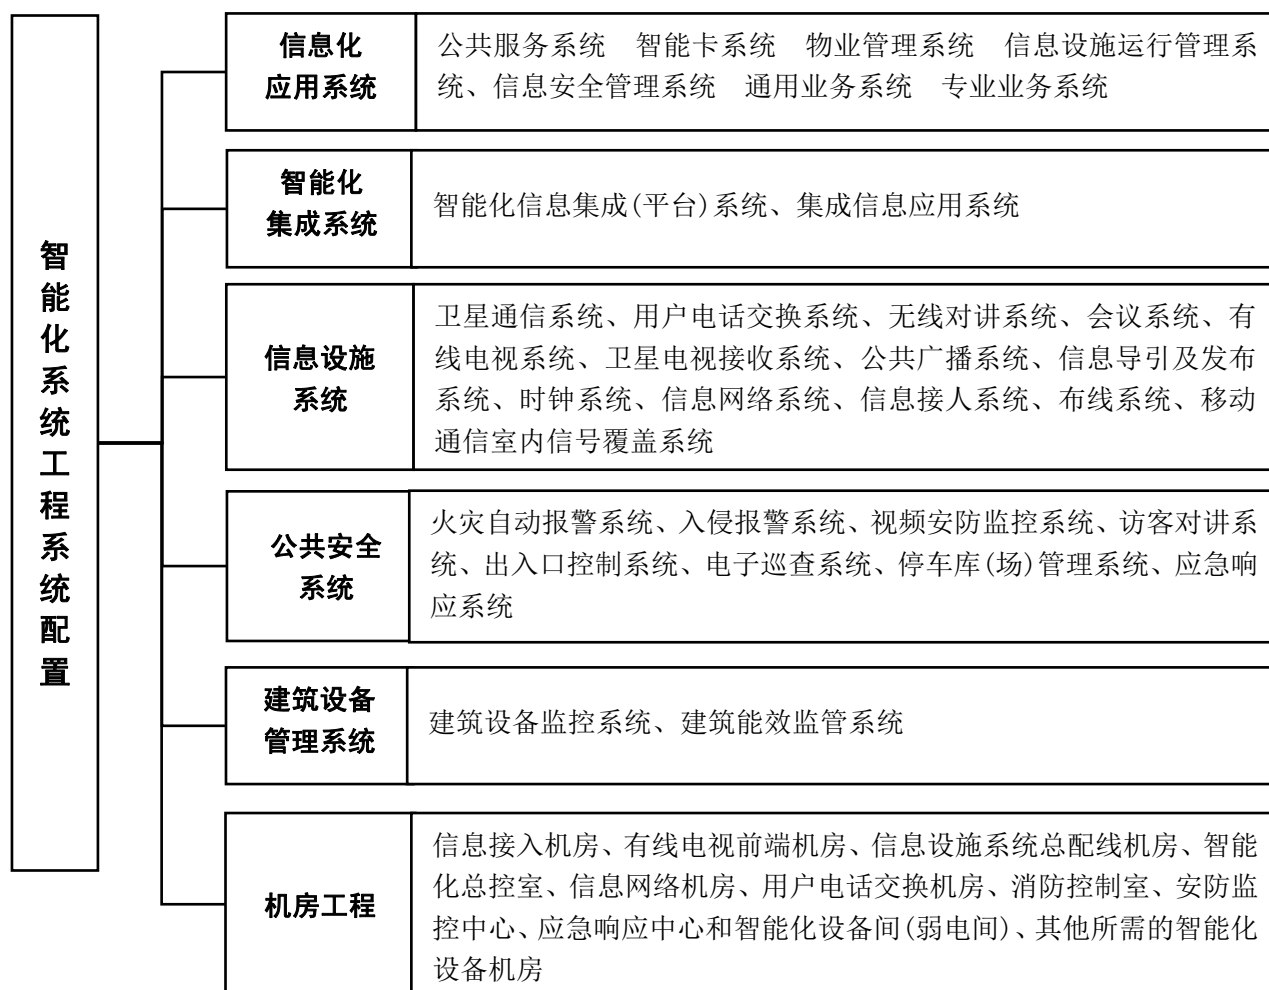 智能化系统工程系统配置
信息化
应用系统
公共服务系统 智能卡系统 物业管理系统 信息设施运行管理系
统、信息安全管理系统 通用业务系统 专业业务系统
智能化
集成系统
智能化信息集成(平台)系统、集成信息应用系统
信息设施
系统
卫星通信系统、用户电话交换系统、无线对讲系统、会议系统、有
线电视系统、卫星电视接收系统、公共广播系统、信息导引及发布
系统、时钟系统、信息网络系统、信息接人系统、布线系统、移动
通信室内信号覆盖系统
公共安全
系统
火灾自动报警系统、入侵报警系统、视频安防监控系统、访客对讲系
统、出入口控制系统、电子巡查系统、停车库(场)管理系统、应急响
应系统
建筑设备
管理系统
建筑设备监控系统、建筑能效监管系统
机房工程
信息接入机房、有线电视前端机房、信息设施系统总配线机房、智能
化总控室、信息网络机房、用户电话交换机房、消防控制室、安防监
控中心、应急响应中心和智能化设备间(弱电间)、其他所需的智能化
设备机房